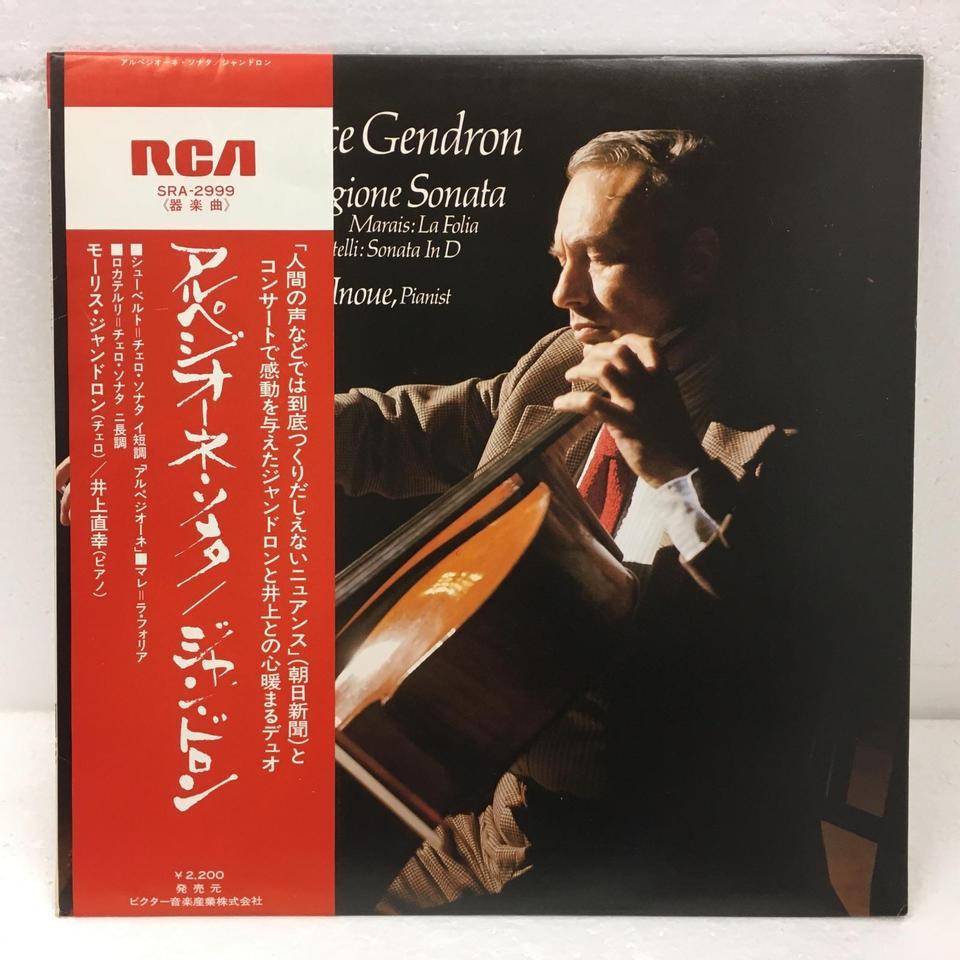 アルペジオーネ・ソナタ/ジャンドロン
RCA
SRA-2999
《器楽曲》
「人間の声などでは到底つくりだしえないニュアンス」(朝日新聞)と
コンサートで感動を与えたジャンドロンと井上との心暖まるデュオ
アルペジオーネ・ソナタ/ジャンドロン
■シューベルト=チェロ・ソナタ イ短調「アルペジオーネ」■マレ=ラ・フォリア
■ロカテルリ=チェロ・ソナタ ニ長調
モーリス・ジャンドロン(チェロ)/井上直幸(ピアノ)
¥2,200
発売元
ビクター音楽産業株式会社
ce Gendron
gione Sonata
Marais: La Folia
telli: Sonata In D
Inoue, Pianist